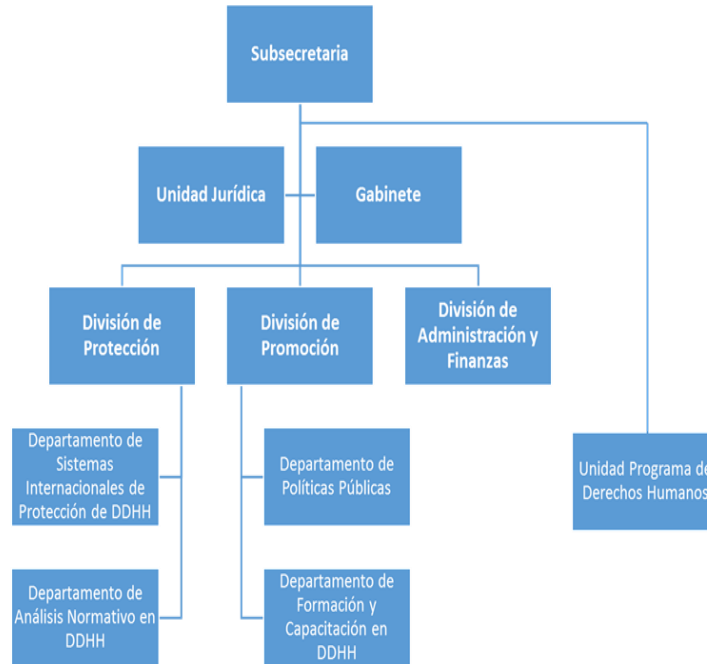 Subsecretaria
Unidad Jurídica
Gabinete
División de
Protección
División de
Promoción
División de
Administración y
Finanzas
Departamento de
Sistemas
Internacionales de
Protección de DDHH
Departamento de
Políticas Públicas
Unidad Programa de
Derechos Humanos
Departamento de
Análisis Normativo en
DDHH
Departamento de
Formación y
Capacitación en
DDHH